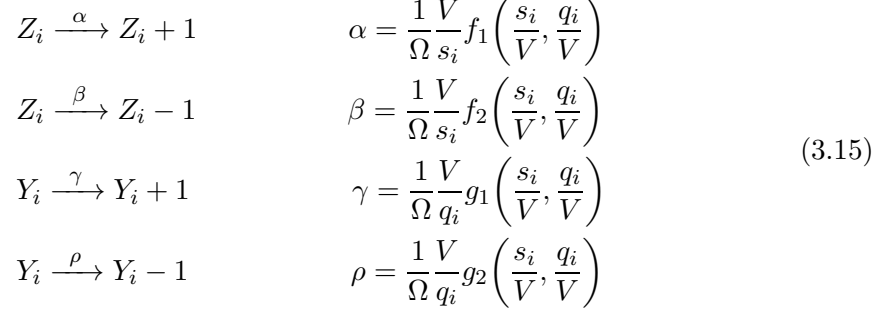 Z_i \xrightarrow{\alpha} Z_i + 1 \alpha = \frac{1}{\Omega} \frac{V}{s_i} f_1 \left( \frac{s_i}{V}, \frac{q_i}{V} \right)
Z_i \xrightarrow{\beta} Z_i - 1 \beta = \frac{1}{\Omega} \frac{V}{s_i} f_2 \left( \frac{s_i}{V}, \frac{q_i}{V} \right)
(3.15)
Y_i \xrightarrow{\gamma} Y_i + 1 \gamma = \frac{1}{\Omega} \frac{V}{q_i} g_1 \left( \frac{s_i}{V}, \frac{q_i}{V} \right)
Y_i \xrightarrow{\rho} Y_i - 1 \rho = \frac{1}{\Omega} \frac{V}{q_i} g_2 \left( \frac{s_i}{V}, \frac{q_i}{V} \right)